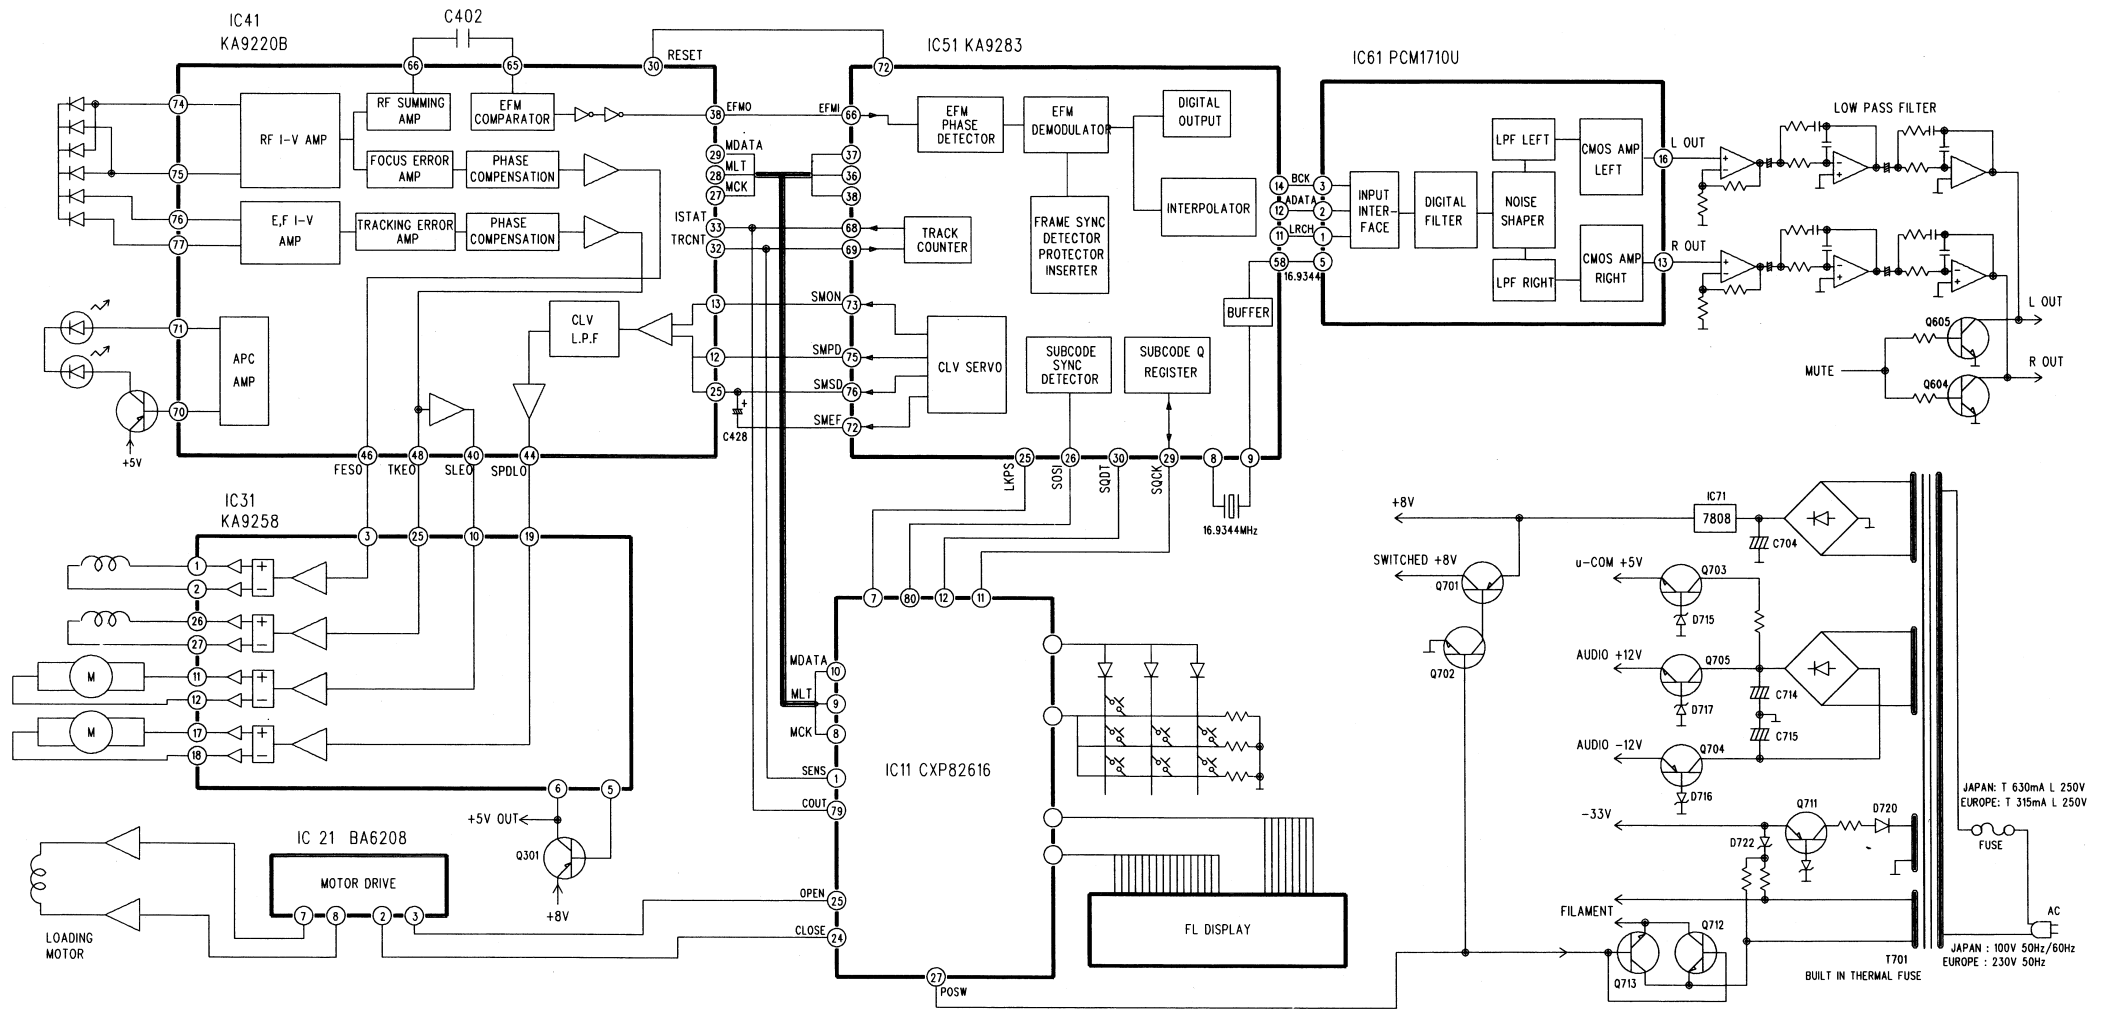 IC41
KA9220B
C402
66
65
30
RESET
74
75
76
77
71
70
RF I-V AMP
RF SUMMING
AMP
EFM
COMPARATOR
FOCUS ERROR
AMP
PHASE
COMPENSATION
E,F I-V
AMP
TRACKING ERROR
AMP
PHASE
COMPENSATION
APC
AMP
+5V
CLV
L.P.F
38
EFMO
29
MDATA
28
MLT
27
MCK
ISTAT
33
TRCNT
32
13
12
25
C428
+
46
48
40
44
FESO
TKEO
SLEO
SPDLO
IC51 KA9283
72
EFMI
66
37
36
38
68
69
SMON
73
SMPD
75
SMSD
76
SMEF
72
EFM
PHASE
DETECTOR
EFM
DEMODULATOR
DIGITAL
OUTPUT
INTERPOLATOR
FRAME SYNC
DETECTOR
PROTECTOR
INSERTER
TRACK
COUNTER
CLV SERVO
SUBCODE
SYNC
DETECTOR
SUBCODE Q
REGISTER
BUFFER
14
12
11
58
BCK
ADATA
LRCH
16.9344
25
26
30
29
8
9
LKPS
SOSI
SQDT
SQCK
16.9344MHz
IC61 PCM1710U
3
2
1
5
INPUT
INTER-
FACE
DIGITAL
FILTER
NOISE
SHAPER
LPF LEFT
LPF RIGHT
CMOS AMP
LEFT
CMOS AMP
RIGHT
16
L OUT
13
R OUT
LOW PASS FILTER
L OUT
R OUT
Q605
Q604
MUTE
IC31
KA9258
3
25
10
19
1
2
26
27
11
12
17
18
M
M
6
5
+5V OUT
Q301
+8V
IC 21 BA6208
MOTOR DRIVE
7
8
2
3
LOADING
MOTOR
IC11 CXP82616
7
80
12
11
MDATA
10
MLT
9
MCK
8
SENS
1
COUT
79
OPEN
25
CLOSE
24
27
POSW
FL DISPLAY
+8V
SWITCHED +8V
Q701
Q702
IC71
7808
C704
u-COM +5V
Q703
D715
AUDIO +12V
Q705
D717
C714
C715
AUDIO -12V
Q704
D716
-33V
Q711
D720
D722
FILAMENT
Q712
Q713
T701
BUILT IN THERMAL FUSE
JAPAN: T 630mA L 250V
EUROPE: T 315mA L 250V
FUSE
AC
JAPAN : 100V 50Hz/60Hz
EUROPE : 230V 50Hz